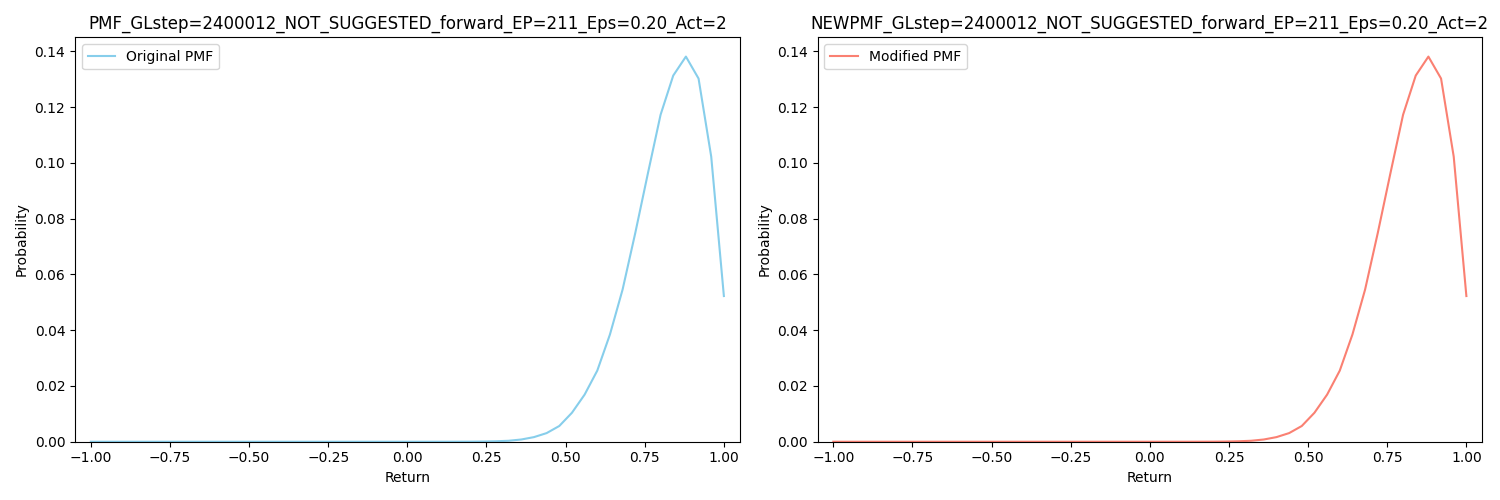 PMF_GLstep=2400012_NOT_SUGGESTED_forward_EP=211_Eps=0.20_Act=2
Original PMF
0.14
0.12
0.10
0.08
0.06
0.04
0.02
0.00
Probability
−1.00 −0.75 −0.50 −0.25 0.00 0.25 0.50 0.75 1.00
Return
NEWPMF_GLstep=2400012_NOT_SUGGESTED_forward_EP=211_Eps=0.20_Act=2
Modified PMF
0.14
0.12
0.10
0.08
0.06
0.04
0.02
0.00
Probability
−1.00 −0.75 −0.50 −0.25 0.00 0.25 0.50 0.75 1.00
Return